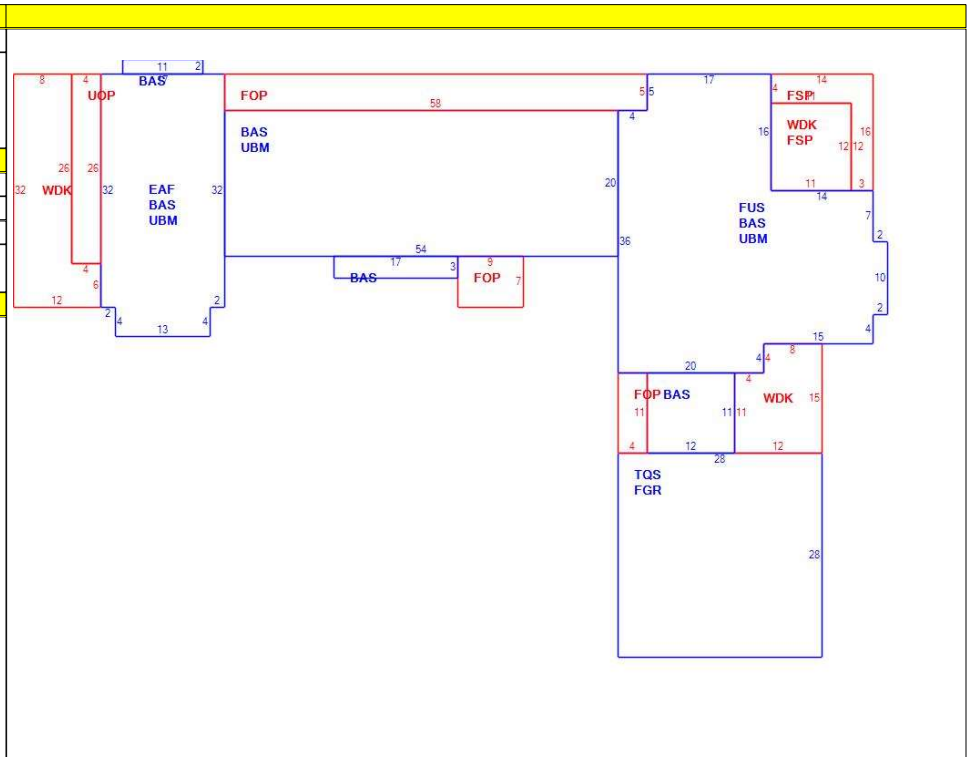 11 2
BAS
8 4 17 14
UOP FOP 5 5 4 FSP 11
58
4
BAS
UBM
WDK
FSP
16 12 12 16
26 26 20
32 WDK 32 EAF 32 11 3
BAS 14
UBM
FUS
BAS
UBM
7
2
36
54
17 3 9
4 BAS FOP 7 10
6
12 2 2 2
4 4 4
13 15
4 4 8
20
4
FOP BAS WDK 15
11 11 11
4 12 12
28
TQS
FGR
28